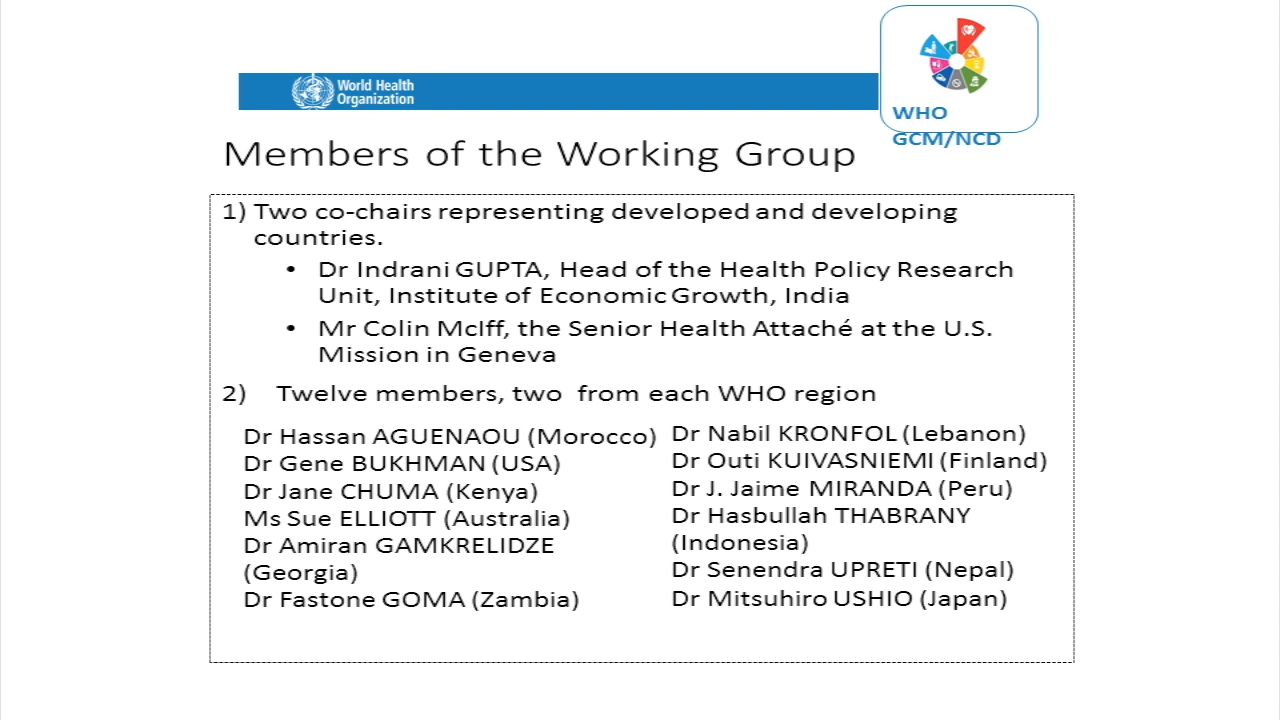 World Health
Organization
WHO
GCM/NCD
Members of the Working Group
1) Two co-chairs representing developed and developing
countries.
• Dr Indrani GUPTA, Head of the Health Policy Research
Unit, Institute of Economic Growth, India
• Mr Colin McIff, the Senior Health Attaché at the U.S.
Mission in Geneva
2) Twelve members, two from each WHO region
Dr Hassan AGUENAOU (Morocco)
Dr Gene BUKHMAN (USA)
Dr Jane CHUMA (Kenya)
Ms Sue ELLIOTT (Australia)
Dr Amiran GAMKRELIDZE
(Georgia)
Dr Fastone GOMA (Zambia)
Dr Nabil KRONFOL (Lebanon)
Dr Outi KUIVASNIEMI (Finland)
Dr J. Jaime MIRANDA (Peru)
Dr Hasbullah THABRANY
(Indonesia)
Dr Senendra UPRETI (Nepal)
Dr Mitsuhiro USHIO (Japan)